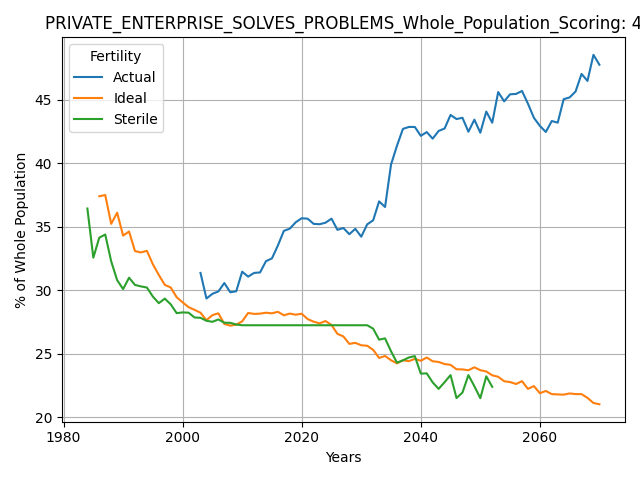 PRIVATE_ENTERPRISE_SOLVES_PROBLEMS_Whole_Population_Scoring: 4
Fertility
Actual
Ideal
Sterile
% of Whole Population
45
40
35
30
25
20
1980
2000
2020
2040
2060
Years